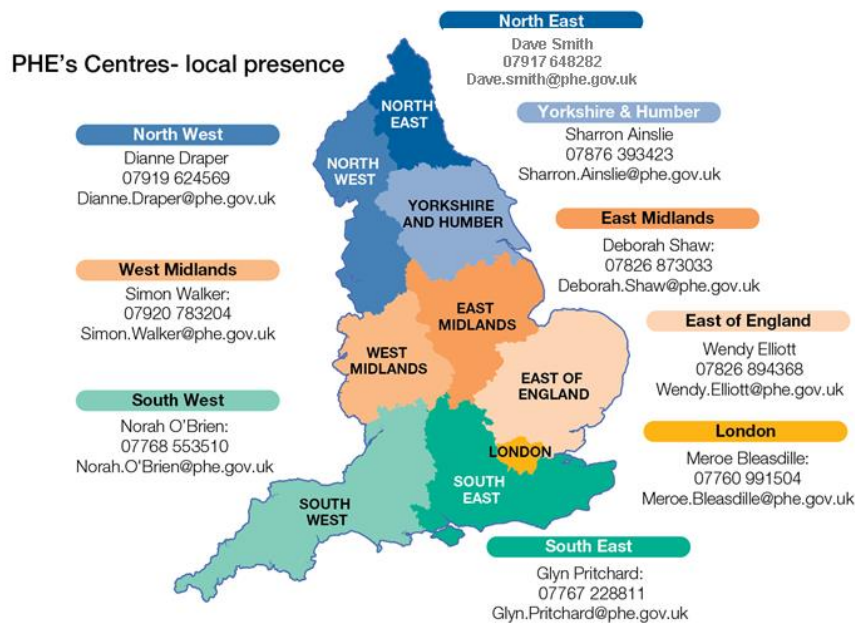 PHE's Centres- local presence
North East
Dave Smith
07917 648282
Dave.smith@phe.gov.uk
Yorkshire & Humber
Sharron Ainslie
07876 393423
Sharron.Ainslie@phe.gov.uk
North West
Dianne Draper
07919 624569
Dianne.Draper@phe.gov.uk
East Midlands
Deborah Shaw:
07826 873033
Deborah.Shaw@phe.gov.uk
West Midlands
Simon Walker:
07920 783204
Simon.Walker@phe.gov.uk
East of England
Wendy Elliott
07826 894368
Wendy.Elliott@phe.gov.uk
South West
Norah O'Brien:
07768 553510
Norah.O'Brien@phe.gov.uk
London
Meroe Bleasdille:
07760 991504
Meroe.Bleasdille@phe.gov.uk
South East
Glyn Pritchard:
07767 228811
Glyn.Pritchard@phe.gov.uk
NORTH
EAST
NORTH
WEST
YORKSHIRE
AND HUMBER
EAST
MIDLANDS
WEST
MIDLANDS
EAST OF
ENGLAND
LONDON
SOUTH
EAST
SOUTH
WEST